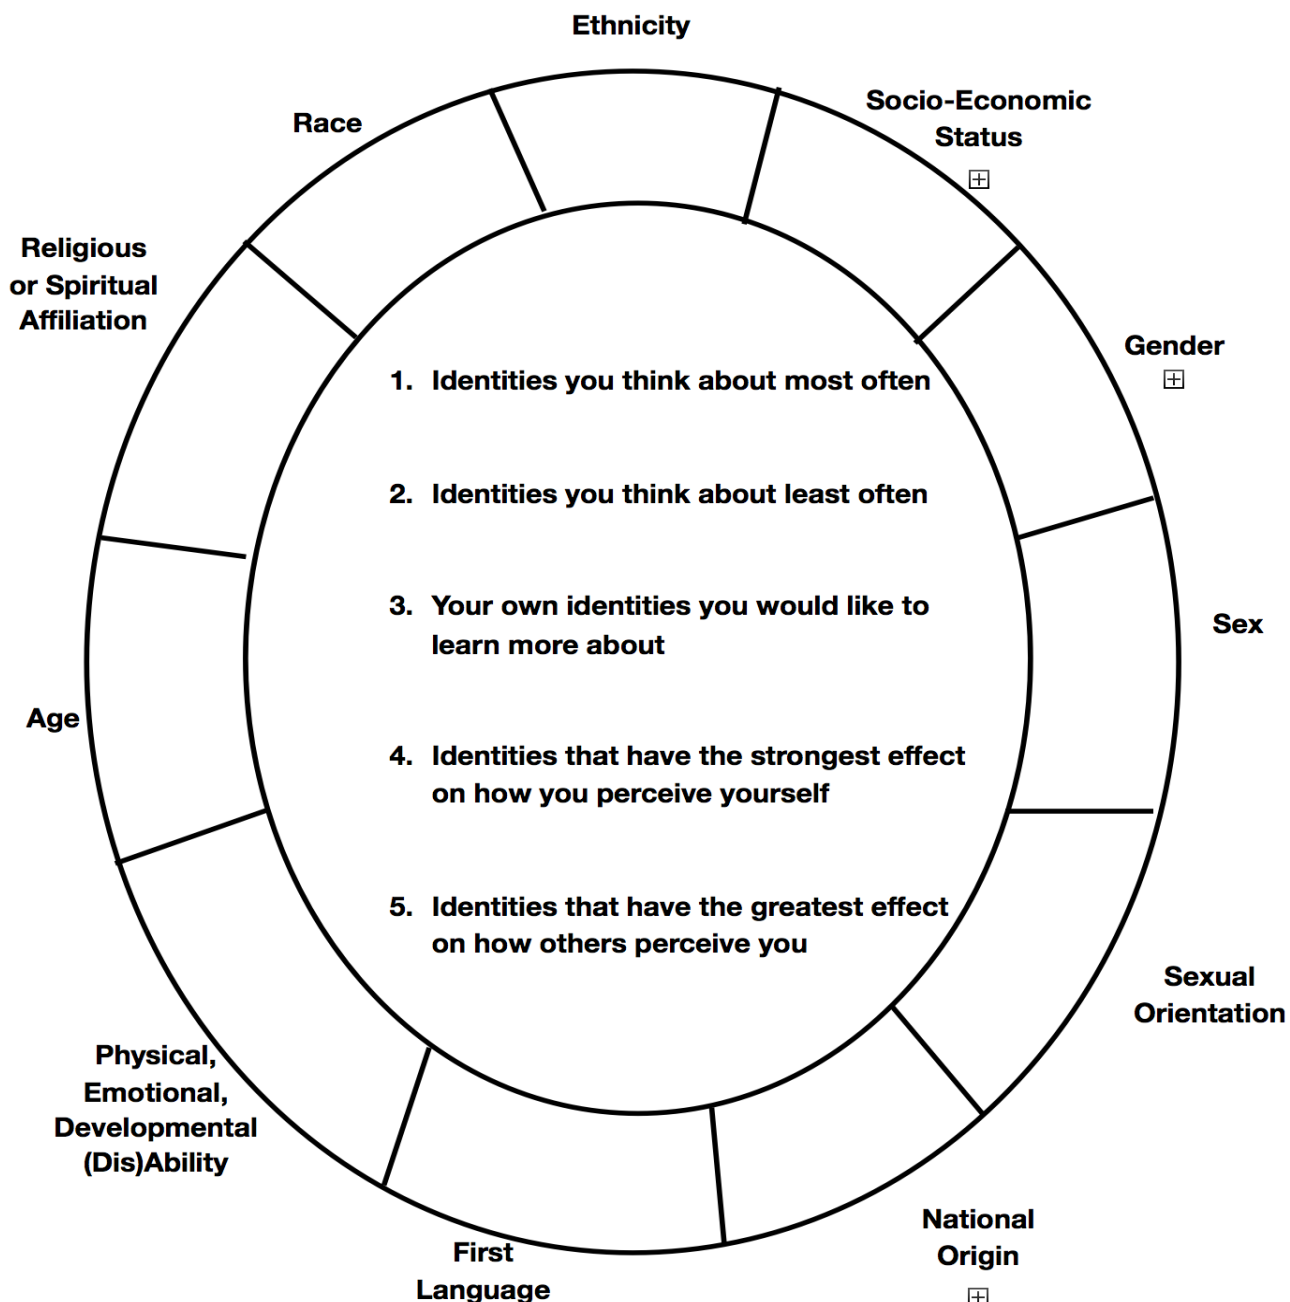 Ethnicity
Socio-Economic
Status
Race
Religious
or Spiritual
Affiliation
Gender
1. Identities you think about most often
2. Identities you think about least often
3. Your own identities you would like to
learn more about
Sex
Age
4. Identities that have the strongest effect
on how you perceive yourself
5. Identities that have the greatest effect
on how others perceive you
Sexual
Orientation
Physical,
Emotional,
Developmental
(Dis)Ability
National
Origin
First
Language